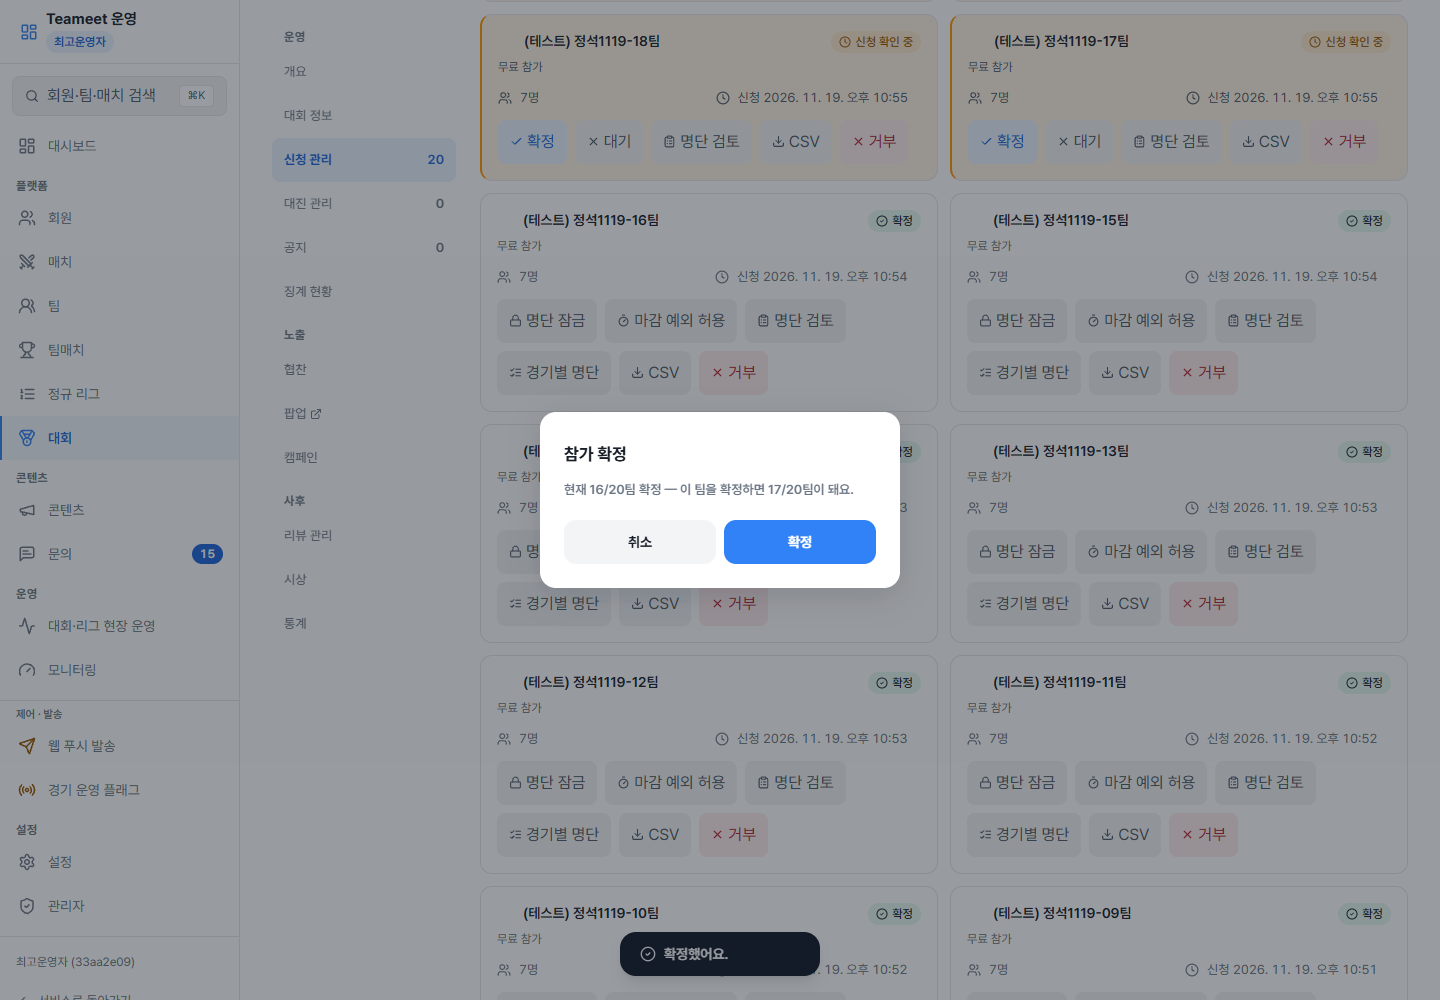 Teameet 운영
최고운영자
회원·팀·매치 검색 ⌘K
대시보드
플랫폼
회원
매치
팀
팀매치
정규 리그
대회
콘텐츠
콘텐츠
문의 15
운영
대회·리그 현장 운영
모니터링
제어 · 발송
웹 푸시 발송
경기 운영 플래그
설정
설정
관리자
최고운영자 (33aa2e09)
운영
개요
대회 정보
신청 관리 20
대진 관리 0
공지 0
징계 현황
노출
협찬
팝업
캠페인
사후
리뷰 관리
시상
통계
(테스트) 정석1119-18팀 신청 확인 중
무료 참가
7명 신청 2026. 11. 19. 오후 10:55
확정 대기 명단 검토 CSV 거부
(테스트) 정석1119-17팀 신청 확인 중
무료 참가
7명 신청 2026. 11. 19. 오후 10:55
확정 대기 명단 검토 CSV 거부
(테스트) 정석1119-16팀 확정
무료 참가
7명 신청 2026. 11. 19. 오후 10:54
명단 잠금 마감 예외 허용 명단 검토
경기별 명단 CSV 거부
(테스트) 정석1119-15팀 확정
무료 참가
7명 신청 2026. 11. 19. 오후 10:54
명단 잠금 마감 예외 허용 명단 검토
경기별 명단 CSV 거부
무료 참
7명
경기별 명단 CSV 거부
(테스트) 정석1119-13팀 확정
무료 참가
7명 신청 2026. 11. 19. 오후 10:53
명단 잠금 마감 예외 허용 명단 검토
경기별 명단 CSV 거부
참가 확정
현재 16/20팀 확정 — 이 팀을 확정하면 17/20팀이 돼요.
취소 확정
(테스트) 정석1119-12팀 확정
무료 참가
7명 신청 2026. 11. 19. 오후 10:53
명단 잠금 마감 예외 허용 명단 검토
경기별 명단 CSV 거부
(테스트) 정석1119-11팀 확정
무료 참가
7명 신청 2026. 11. 19. 오후 10:52
명단 잠금 마감 예외 허용 명단 검토
경기별 명단 CSV 거부
(테스트) 정석1119-10팀 확정
무료 참가
7명 19. 오후 10:52
(테스트) 정석1119-09팀 확정
무료 참가
7명 신청 2026. 11. 19. 오후 10:51
확정했어요.